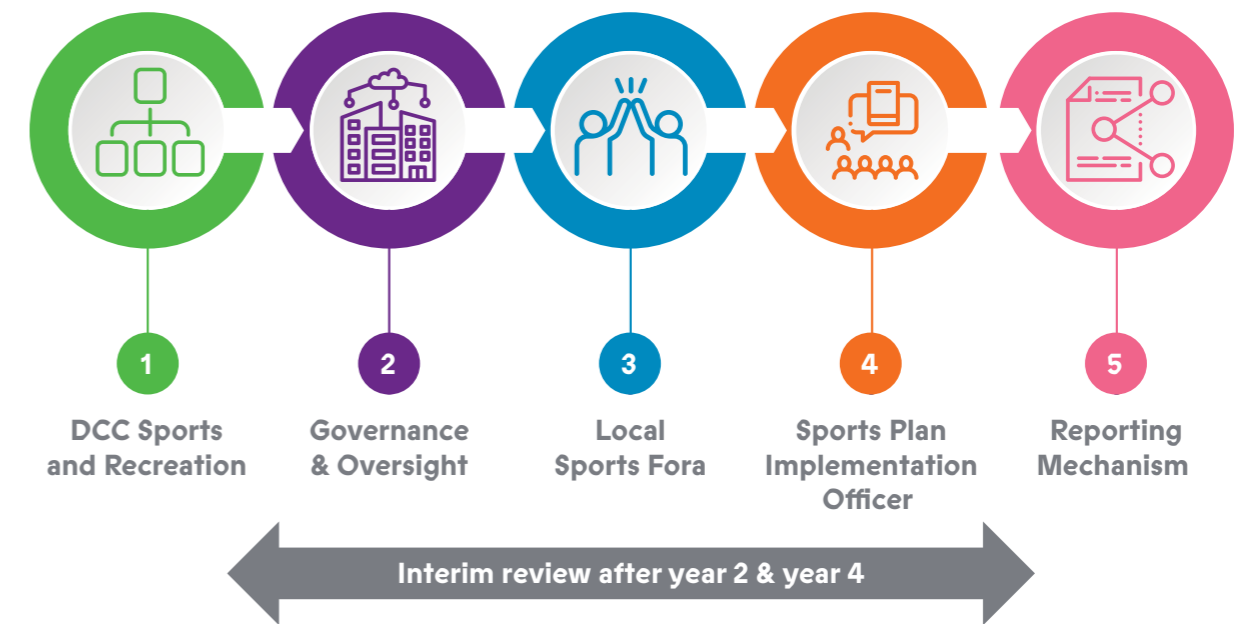 1
DCC Sports
and Recreation
2
Governance
& Oversight
3
Local
Sports Fora
4
Sports Plan
Implementation
Officer
5
Reporting
Mechanism
Interim review after year 2 & year 4